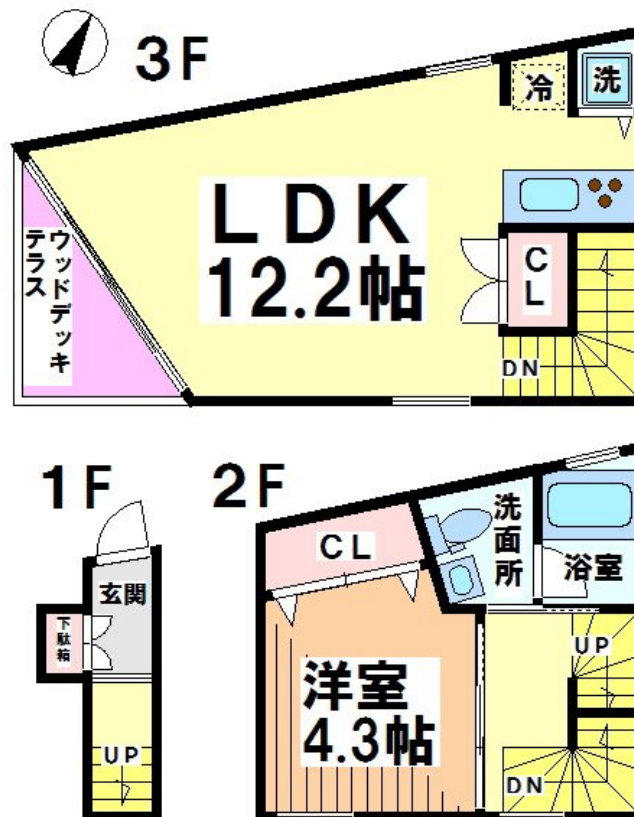 3F
冷
洗
LDK
12.2帖
ウッドデッキ
テラス
CL
DN
1F
2F
玄関
下駄箱
UP
CL
洗面所
浴室
洋室
4.3帖
UP
DN